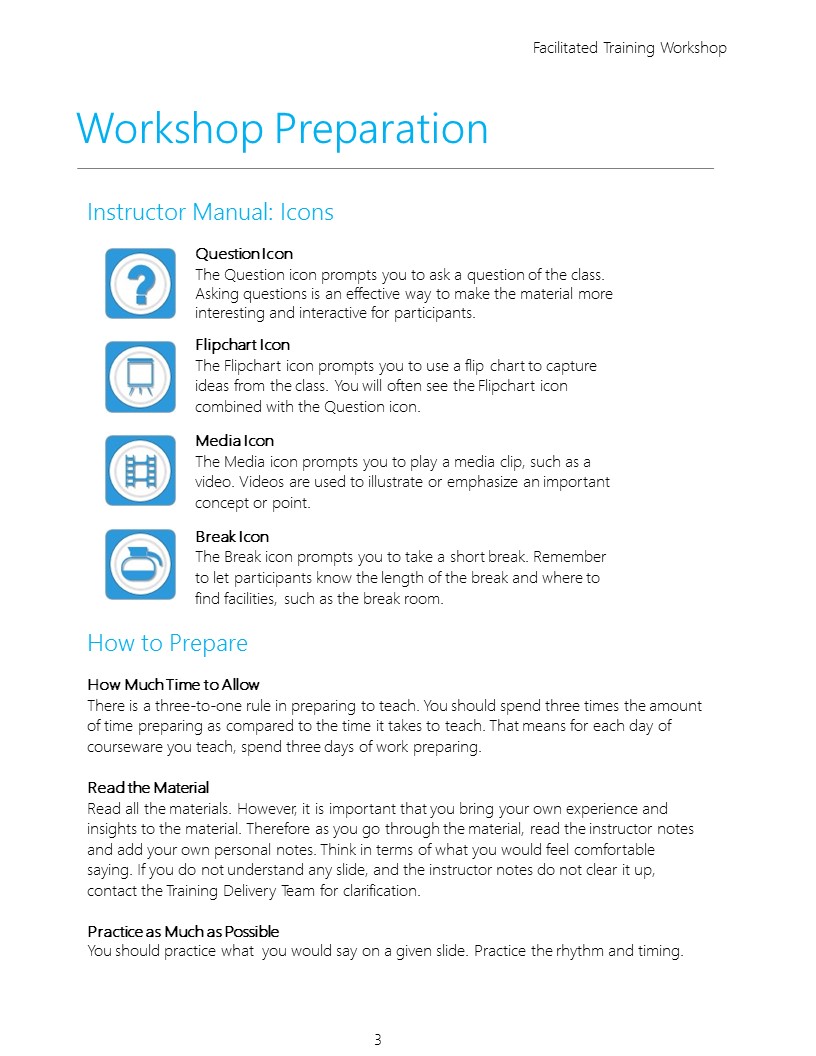 Facilitated Training Workshop
Workshop Preparation
Instructor Manual: Icons
Question Icon
The Question icon prompts you to ask a question of the class.
Asking questions is an effective way to make the material more
interesting and interactive for participants.
Flipchart Icon
The Flipchart icon prompts you to use a flip chart to capture
ideas from the class. You will often see the Flipchart icon
combined with the Question icon.
Media Icon
The Media icon prompts you to play a media clip, such as a
video. Videos are used to illustrate or emphasize an important
concept or point.
Break Icon
The Break icon prompts you to take a short break. Remember
to let participants know the length of the break and where to
find facilities, such as the break room.
How to Prepare
How Much Time to Allow
There is a three-to-one rule in preparing to teach. You should spend three times the amount
of time preparing as compared to the time it takes to teach. That means for each day of
courseware you teach, spend three days of work preparing.
Read the Material
Read all the materials. However, it is important that you bring your own experience and
insights to the material. Therefore as you go through the material, read the instructor notes
and add your own personal notes. Think in terms of what you would feel comfortable
saying. If you do not understand any slide, and the instructor notes do not clear it up,
contact the Training Delivery Team for clarification.
Practice as Much as Possible
You should practice what you would say on a given slide. Practice the rhythm and timing.
3